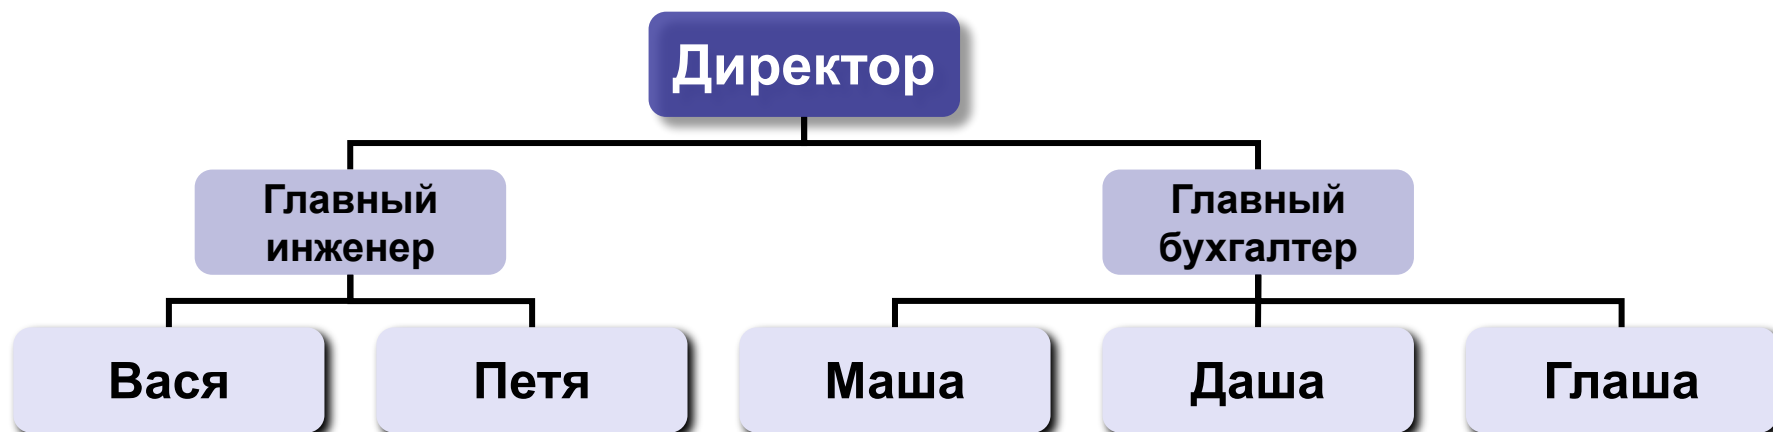 Директор
Главный
инженер
Главный
бухгалтер
Вася
Петя
Маша
Даша
Глаша